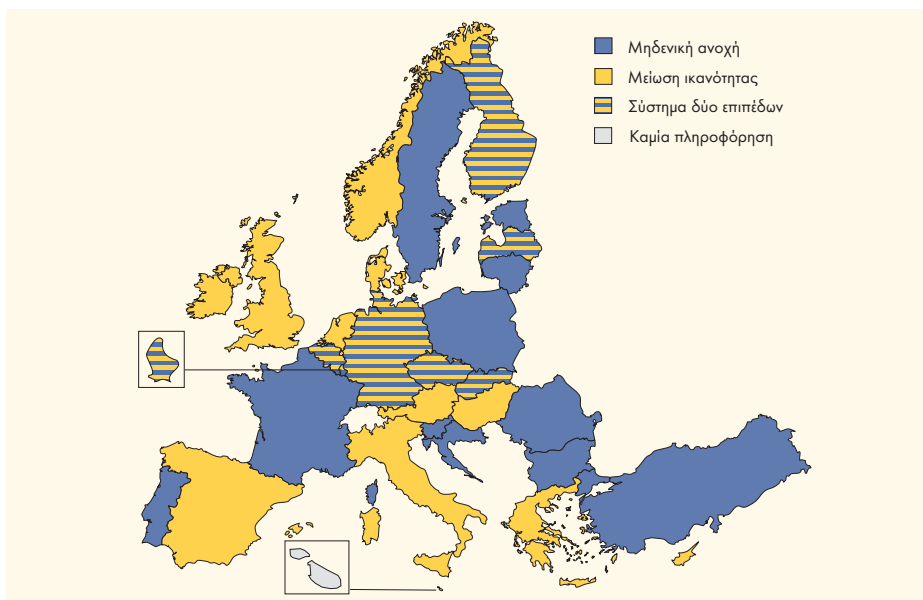 Μηδενική ανοχή
Μείωση ικανότητας
Σύστημα δύο επιπέδων
Καμία πληροφόρηση